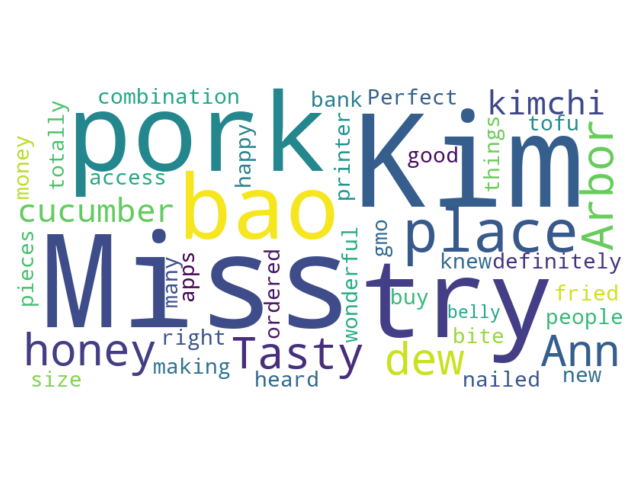 combination
bank
Perfect
kimchi
pork
Kim
totally
happy
printer
good
things
tofu
Arbor
money
access
bao
cucumber
place
gmo
knew
definitely
pieces
Miss
many
apps
ordered
wonderful
try
buy
belly
bite
fried
people
honey
right
making
Tasty
heard
dew
nailed
Ann
new
size